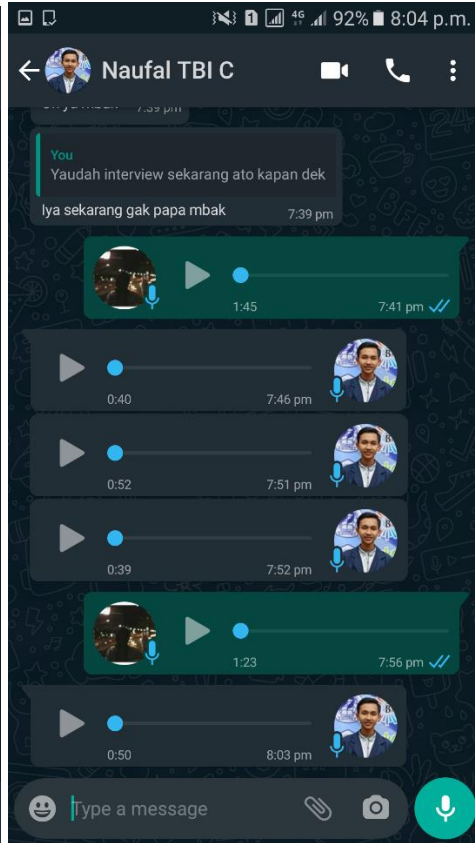 1 4G 92% 8:04 p.m.
Naufal TBI C
7:39 pm
You
Yaudah interview sekarang ato kapan dek
Iya sekarang gak papa mbak 7:39 pm
1:45 7:41 pm
0:40 7:46 pm
0:52 7:51 pm
0:39 7:52 pm
1:23 7:56 pm
0:50 8:03 pm
Type a message